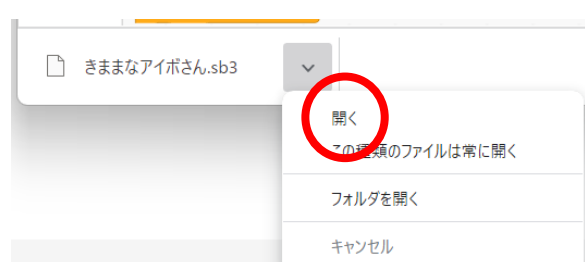 きままなアイボさん.sb3
開く
この種類のファイルは常に開く
フォルダを開く
キャンセル